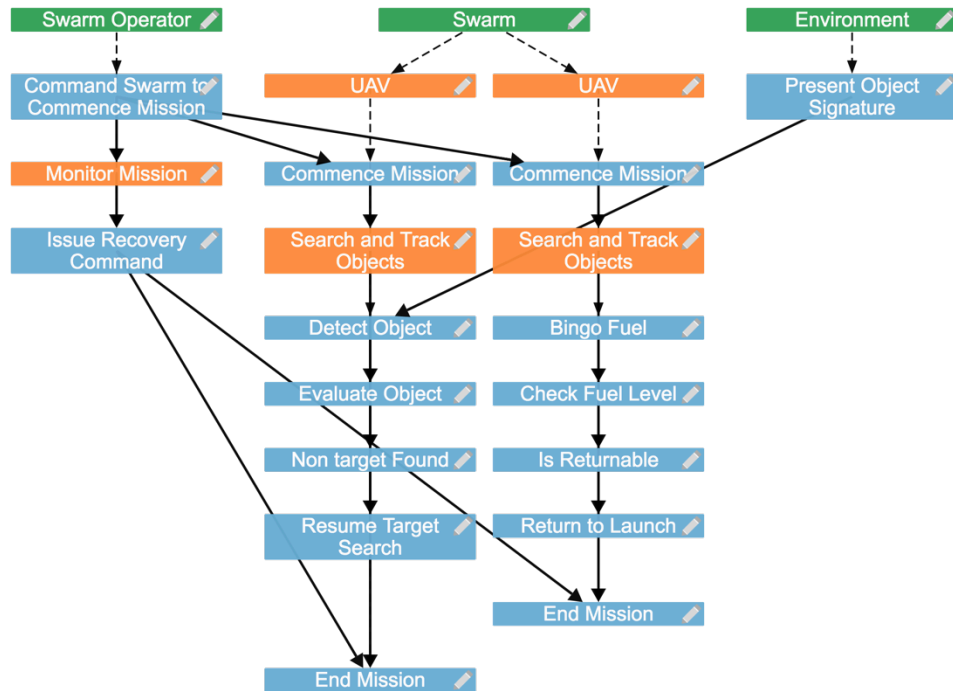 Swarm Operator
Swarm
Environment
Command Swarm to
Commence Mission
UAV
UAV
Present Object
Signature
Monitor Mission
Commence Mission
Commence Mission
Issue Recovery
Command
Search and Track
Objects
Search and Track
Objects
Detect Object
Bingo Fuel
Evaluate Object
Check Fuel Level
Non target Found
Is Returnable
Resume Target
Search
Return to Launch
End Mission
End Mission